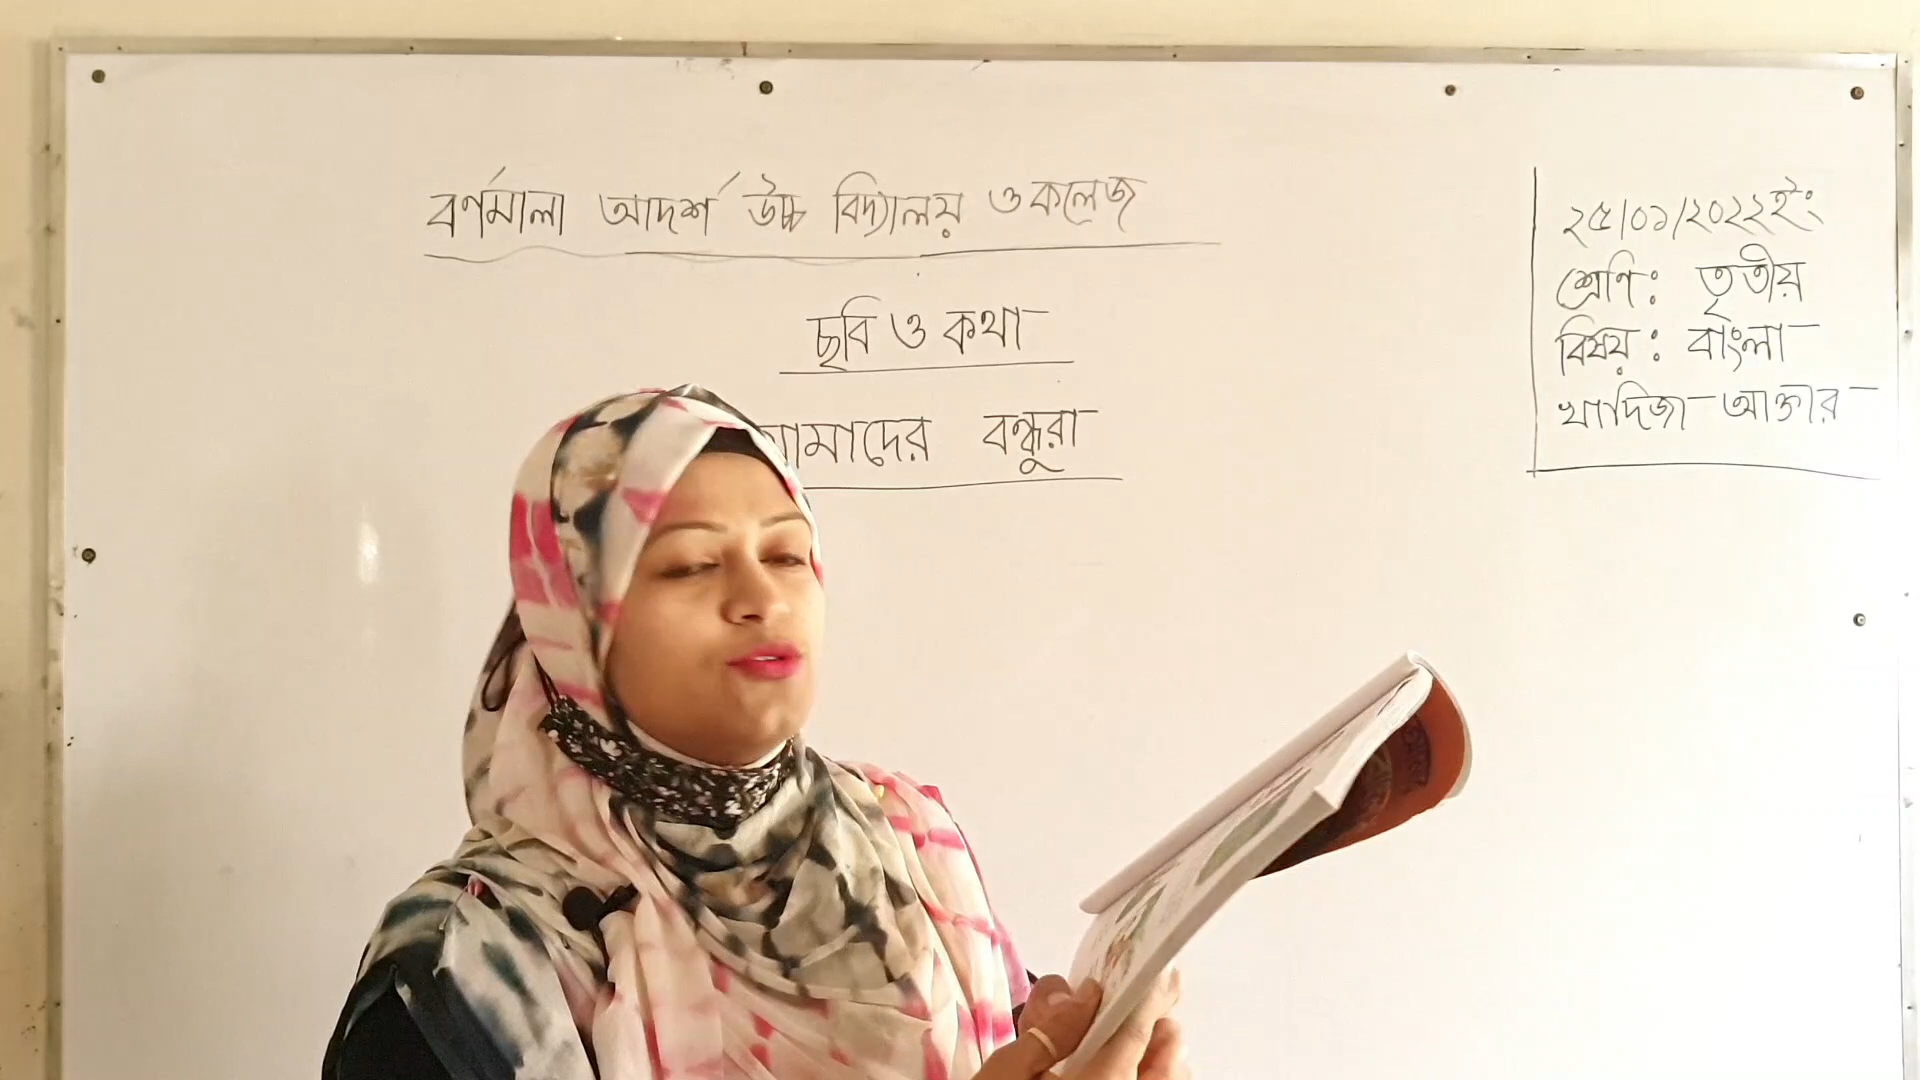 বর্ণমালা আদর্শ উচ্চ বিদ্যালয় ও কলেজ
ছবি ও কথা
আমাদের বন্ধুরা
২৫/০১/২০২২ইং
শ্রেণি: তৃতীয়
বিষয়: বাংলা
খাদিজা আক্তার